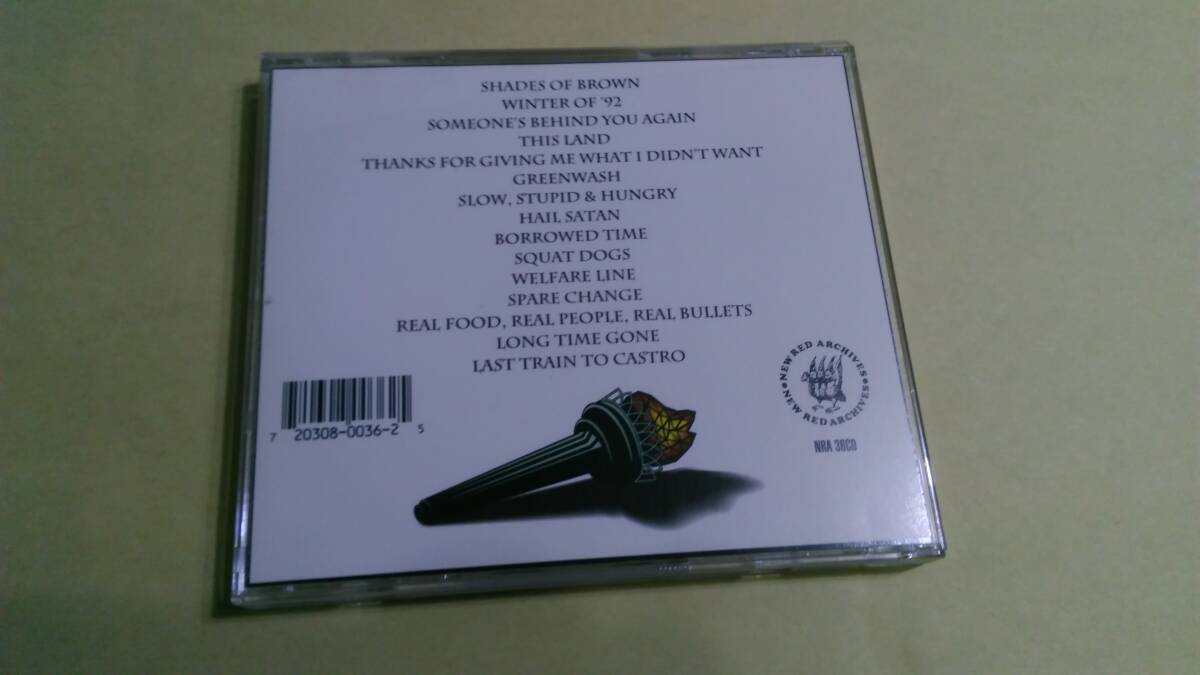 SHADES OF BROWN
WINTER OF '92
SOMEONE'S BEHIND YOU AGAIN
THIS LAND
THANKS FOR GIVING ME WHAT I DIDN'T WANT
GREENWASH
SLOW, STUPID & HUNGRY
HAIL SATAN
BORROWED TIME
SQUAT DOGS
WELFARE LINE
SPARE CHANGE
REAL FOOD, REAL PEOPLE, REAL BULLETS
LONG TIME GONE
LAST TRAIN TO CASTRO
7 20308-0036-2 5
NEW RED ARCHIVES
NEW RED ARCHIVES
NRA 36CD